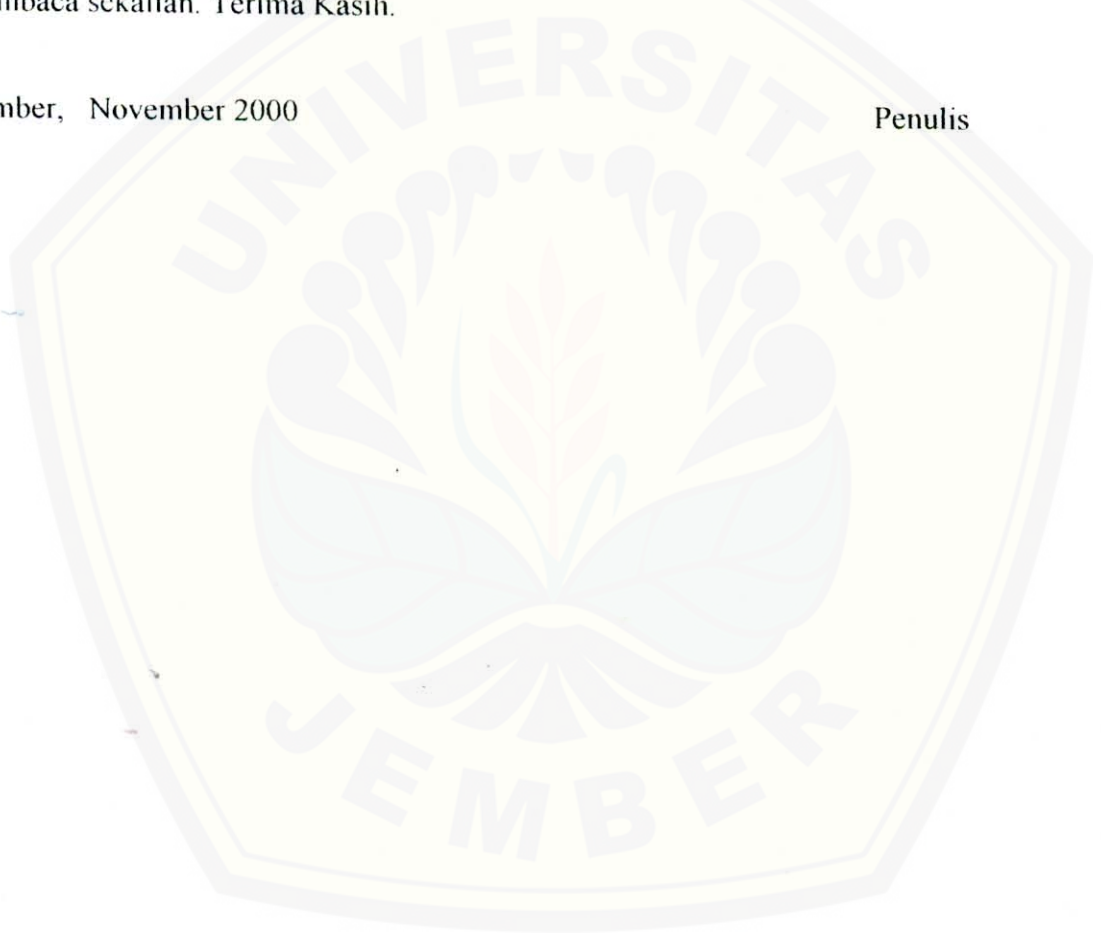 mbaca sekalian. Terima Kasih.
mber, November 2000
Penulis
UNIVERSITAS
JEMBER